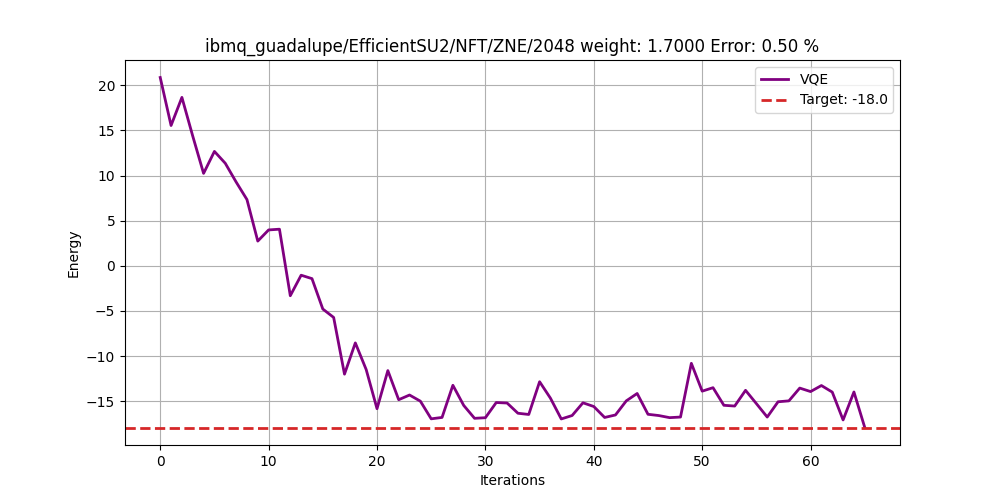 ibmq_guadalupe/EfficientSU2/NFT/ZNE/2048 weight: 1.7000 Error: 0.50 %
VQE
Target: -18.0
Energy
20
15
10
5
0
−5
−10
−15
0 10 20 30 40 50 60
Iterations